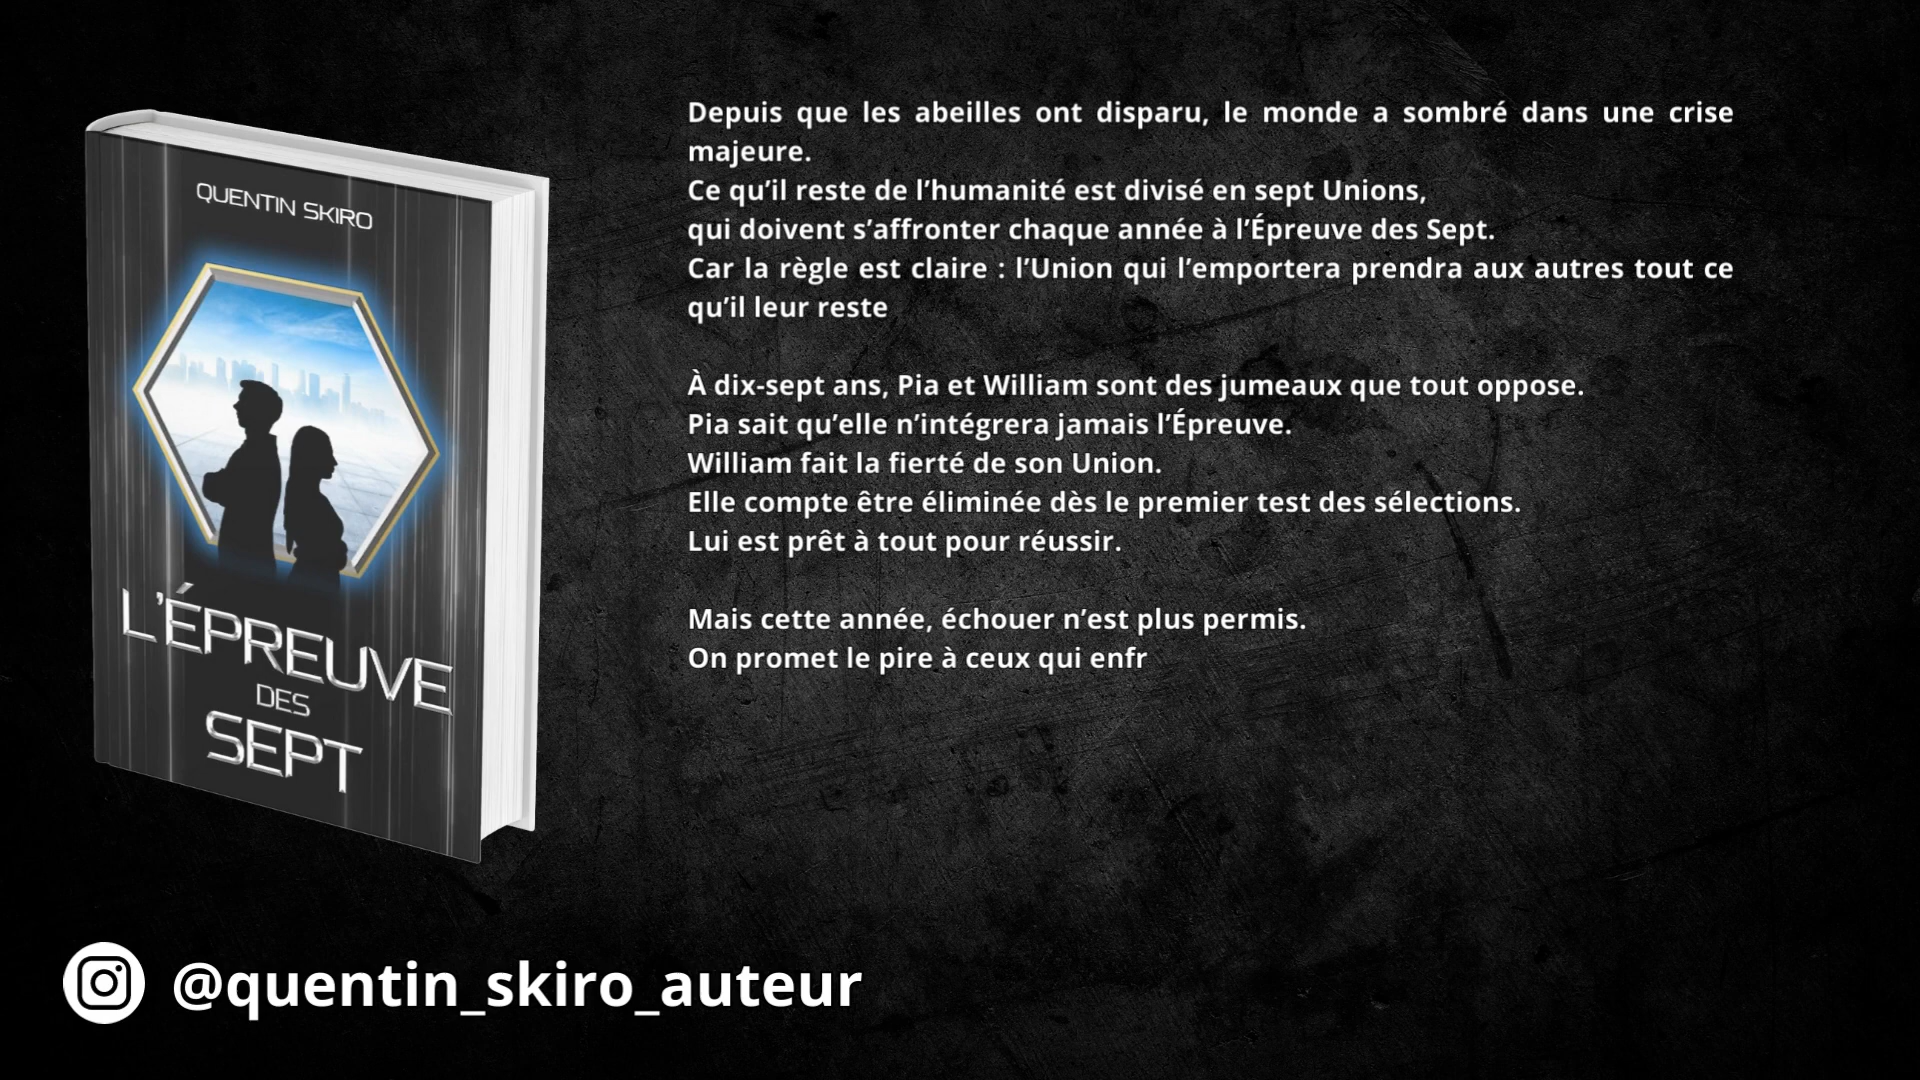 QUENTIN SKIRO
L'ÉPREUVE
DES
SEPT
Depuis que les abeilles ont disparu, le monde a sombré dans une crise
majeure.
Ce qu’il reste de l’humanité est divisé en sept Unions,
qui doivent s’affronter chaque année à l’Épreuve des Sept.
Car la règle est claire : l’Union qui l’emportera prendra aux autres tout ce
qu’il leur reste
À dix-sept ans, Pia et William sont des jumeaux que tout oppose.
Pia sait qu’elle n’intégrera jamais l’Épreuve.
William fait la fierté de son Union.
Elle compte être éliminée dès le premier test des sélections.
Lui est prêt à tout pour réussir.
Mais cette année, échouer n’est plus permis.
On promet le pire à ceux qui enfr
@quentin_skiro_auteur